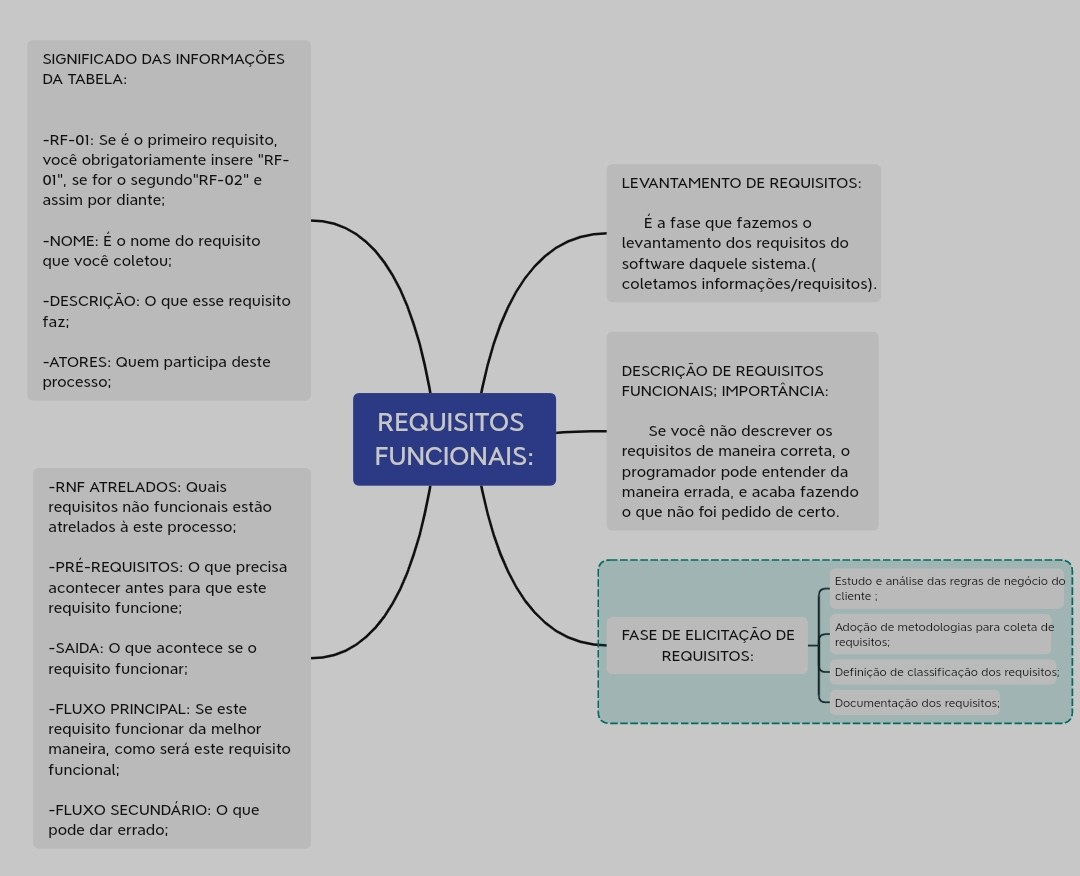 SIGNIFICADO DAS INFORMAÇÕES
DA TABELA:
-RF-01: Se é o primeiro requisito,
você obrigatoriamente insere "RF-
01", se for o segundo"RF-02" e
assim por diante;
-NOME: É o nome do requisito
que você coletou;
-DESCRIÇÃO: O que esse requisito
faz;
-ATORES: Quem participa deste
processo;
-RNF ATRELADOS: Quais
requisitos não funcionais estão
atrelados à este processo;
-PRÉ-REQUISITOS: O que precisa
acontecer antes para que este
requisito funcione;
-SAIDA: O que acontece se o
requisito funcionar;
-FLUXO PRINCIPAL: Se este
requisito funcionar da melhor
maneira, como será este requisito
funcional;
-FLUXO SECUNDÁRIO: O que
pode dar errado;
REQUISITOS
FUNCIONAIS:
LEVANTAMENTO DE REQUISITOS:
É a fase que fazemos o
levantamento dos requisitos do
software daquele sistema.(
coletamos informações/requisitos).
DESCRIÇÃO DE REQUISITOS
FUNCIONAIS; IMPORTÂNCIA:
Se você não descrever os
requisitos de maneira correta, o
programador pode entender da
maneira errada, e acaba fazendo
o que não foi pedido de certo.
FASE DE ELICITAÇÃO DE
REQUISITOS:
Estudo e análise das regras de negócio do
cliente ;
Adoção de metodologias para coleta de
requisitos;
Definição de classificação dos requisitos;
Documentação dos requisitos;